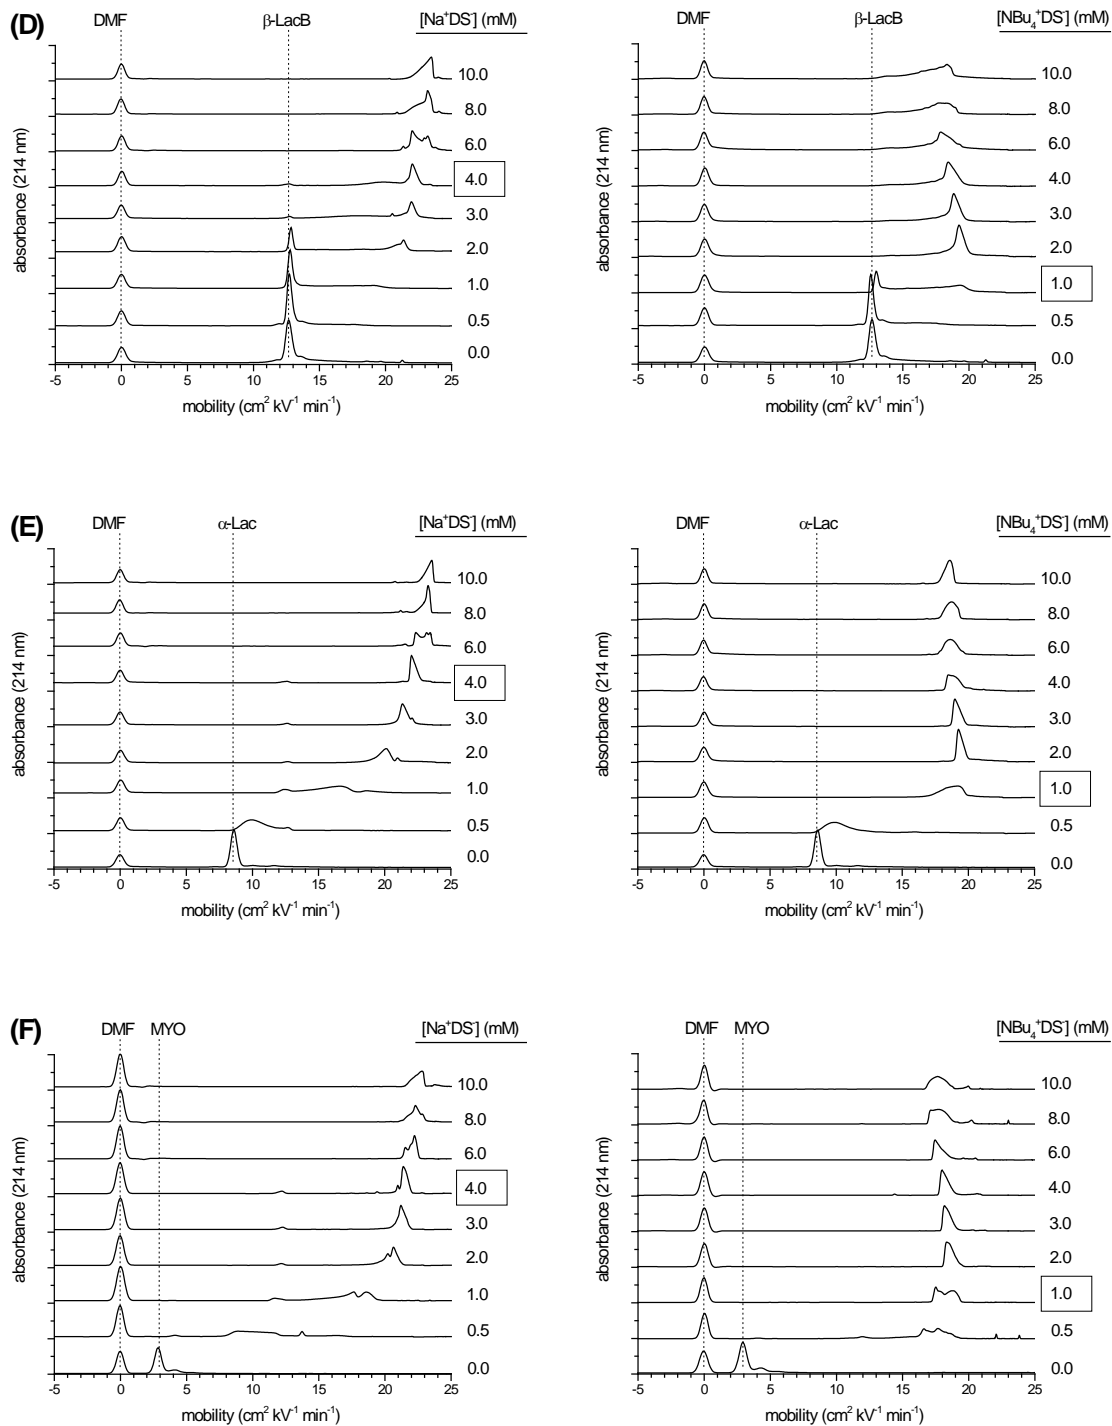 (D)
DMF β-LacB [Na⁺DS⁻] (mM)
10.0
8.0
6.0
4.0
3.0
2.0
1.0
0.5
0.0
absorbance (214 nm)
-5 0 5 10 15 20 25
mobility (cm² kV⁻¹ min⁻¹)
DMF β-LacB [NBu₄⁺DS⁻] (mM)
10.0
8.0
6.0
4.0
3.0
2.0
1.0
0.5
0.0
absorbance (214 nm)
-5 0 5 10 15 20 25
mobility (cm² kV⁻¹ min⁻¹)
(E)
DMF α-Lac [Na⁺DS⁻] (mM)
10.0
8.0
6.0
4.0
3.0
2.0
1.0
0.5
0.0
absorbance (214 nm)
-5 0 5 10 15 20 25
mobility (cm² kV⁻¹ min⁻¹)
DMF α-Lac [NBu₄⁺DS⁻] (mM)
10.0
8.0
6.0
4.0
3.0
2.0
1.0
0.5
0.0
absorbance (214 nm)
-5 0 5 10 15 20 25
mobility (cm² kV⁻¹ min⁻¹)
(F)
DMF MYO [Na⁺DS⁻] (mM)
10.0
8.0
6.0
4.0
3.0
2.0
1.0
0.5
0.0
absorbance (214 nm)
-5 0 5 10 15 20 25
mobility (cm² kV⁻¹ min⁻¹)
DMF MYO [NBu₄⁺DS⁻] (mM)
10.0
8.0
6.0
4.0
3.0
2.0
1.0
0.5
0.0
absorbance (214 nm)
-5 0 5 10 15 20 25
mobility (cm² kV⁻¹ min⁻¹)